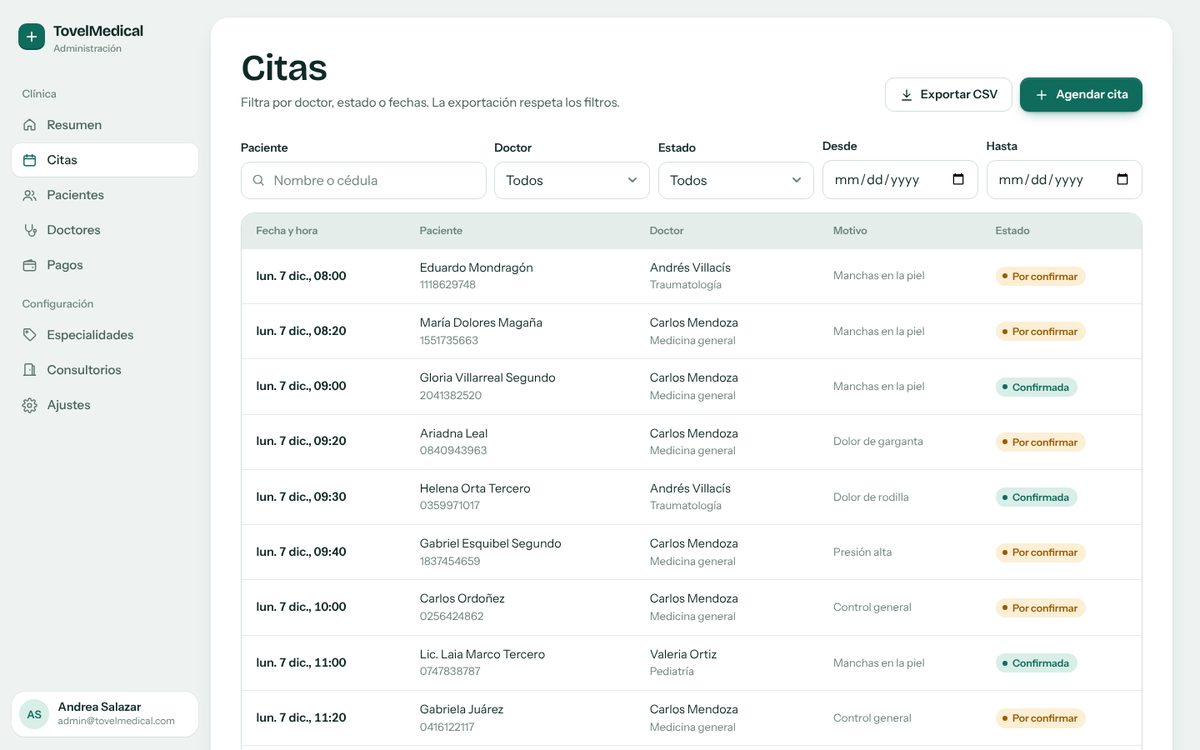 TovelMedical
Administración
Clínica
Resumen
Citas
Pacientes
Doctores
Pagos
Configuración
Especialidades
Consultorios
Ajustes
AS
Andrea Salazar
admin@tovelmedical.com
Citas
Filtra por doctor, estado o fechas. La exportación respeta los filtros.
Exportar CSV
Agendar cita
Paciente Doctor Estado Desde Hasta
Nombre o cédula Todos Todos mm/dd/yyyy mm/dd/yyyy
Fecha y hora Paciente Doctor Motivo Estado
lun. 7 dic., 08:00 Eduardo Mondragón Andrés Villacís Manchas en la piel Por confirmar
1118629748 Traumatología
lun. 7 dic., 08:20 María Dolores Magaña Carlos Mendoza Manchas en la piel Por confirmar
1551735663 Medicina general
lun. 7 dic., 09:00 Gloria Villarreal Segundo Carlos Mendoza Manchas en la piel Confirmada
2041382520 Medicina general
lun. 7 dic., 09:20 Ariadna Leal Carlos Mendoza Dolor de garganta Por confirmar
0840943963 Medicina general
lun. 7 dic., 09:30 Helena Orta Tercero Andrés Villacís Dolor de rodilla Confirmada
0359971017 Traumatología
lun. 7 dic., 09:40 Gabriel Esquibel Segundo Carlos Mendoza Presión alta Por confirmar
1837454659 Medicina general
lun. 7 dic., 10:00 Carlos Ordoñez Carlos Mendoza Control general Por confirmar
0256424862 Medicina general
lun. 7 dic., 11:00 Lic. Laia Marco Tercero Valeria Ortiz Manchas en la piel Confirmada
0747838787 Pediatría
lun. 7 dic., 11:20 Gabriela Juárez Carlos Mendoza Control general Por confirmar
0416122117 Medicina general